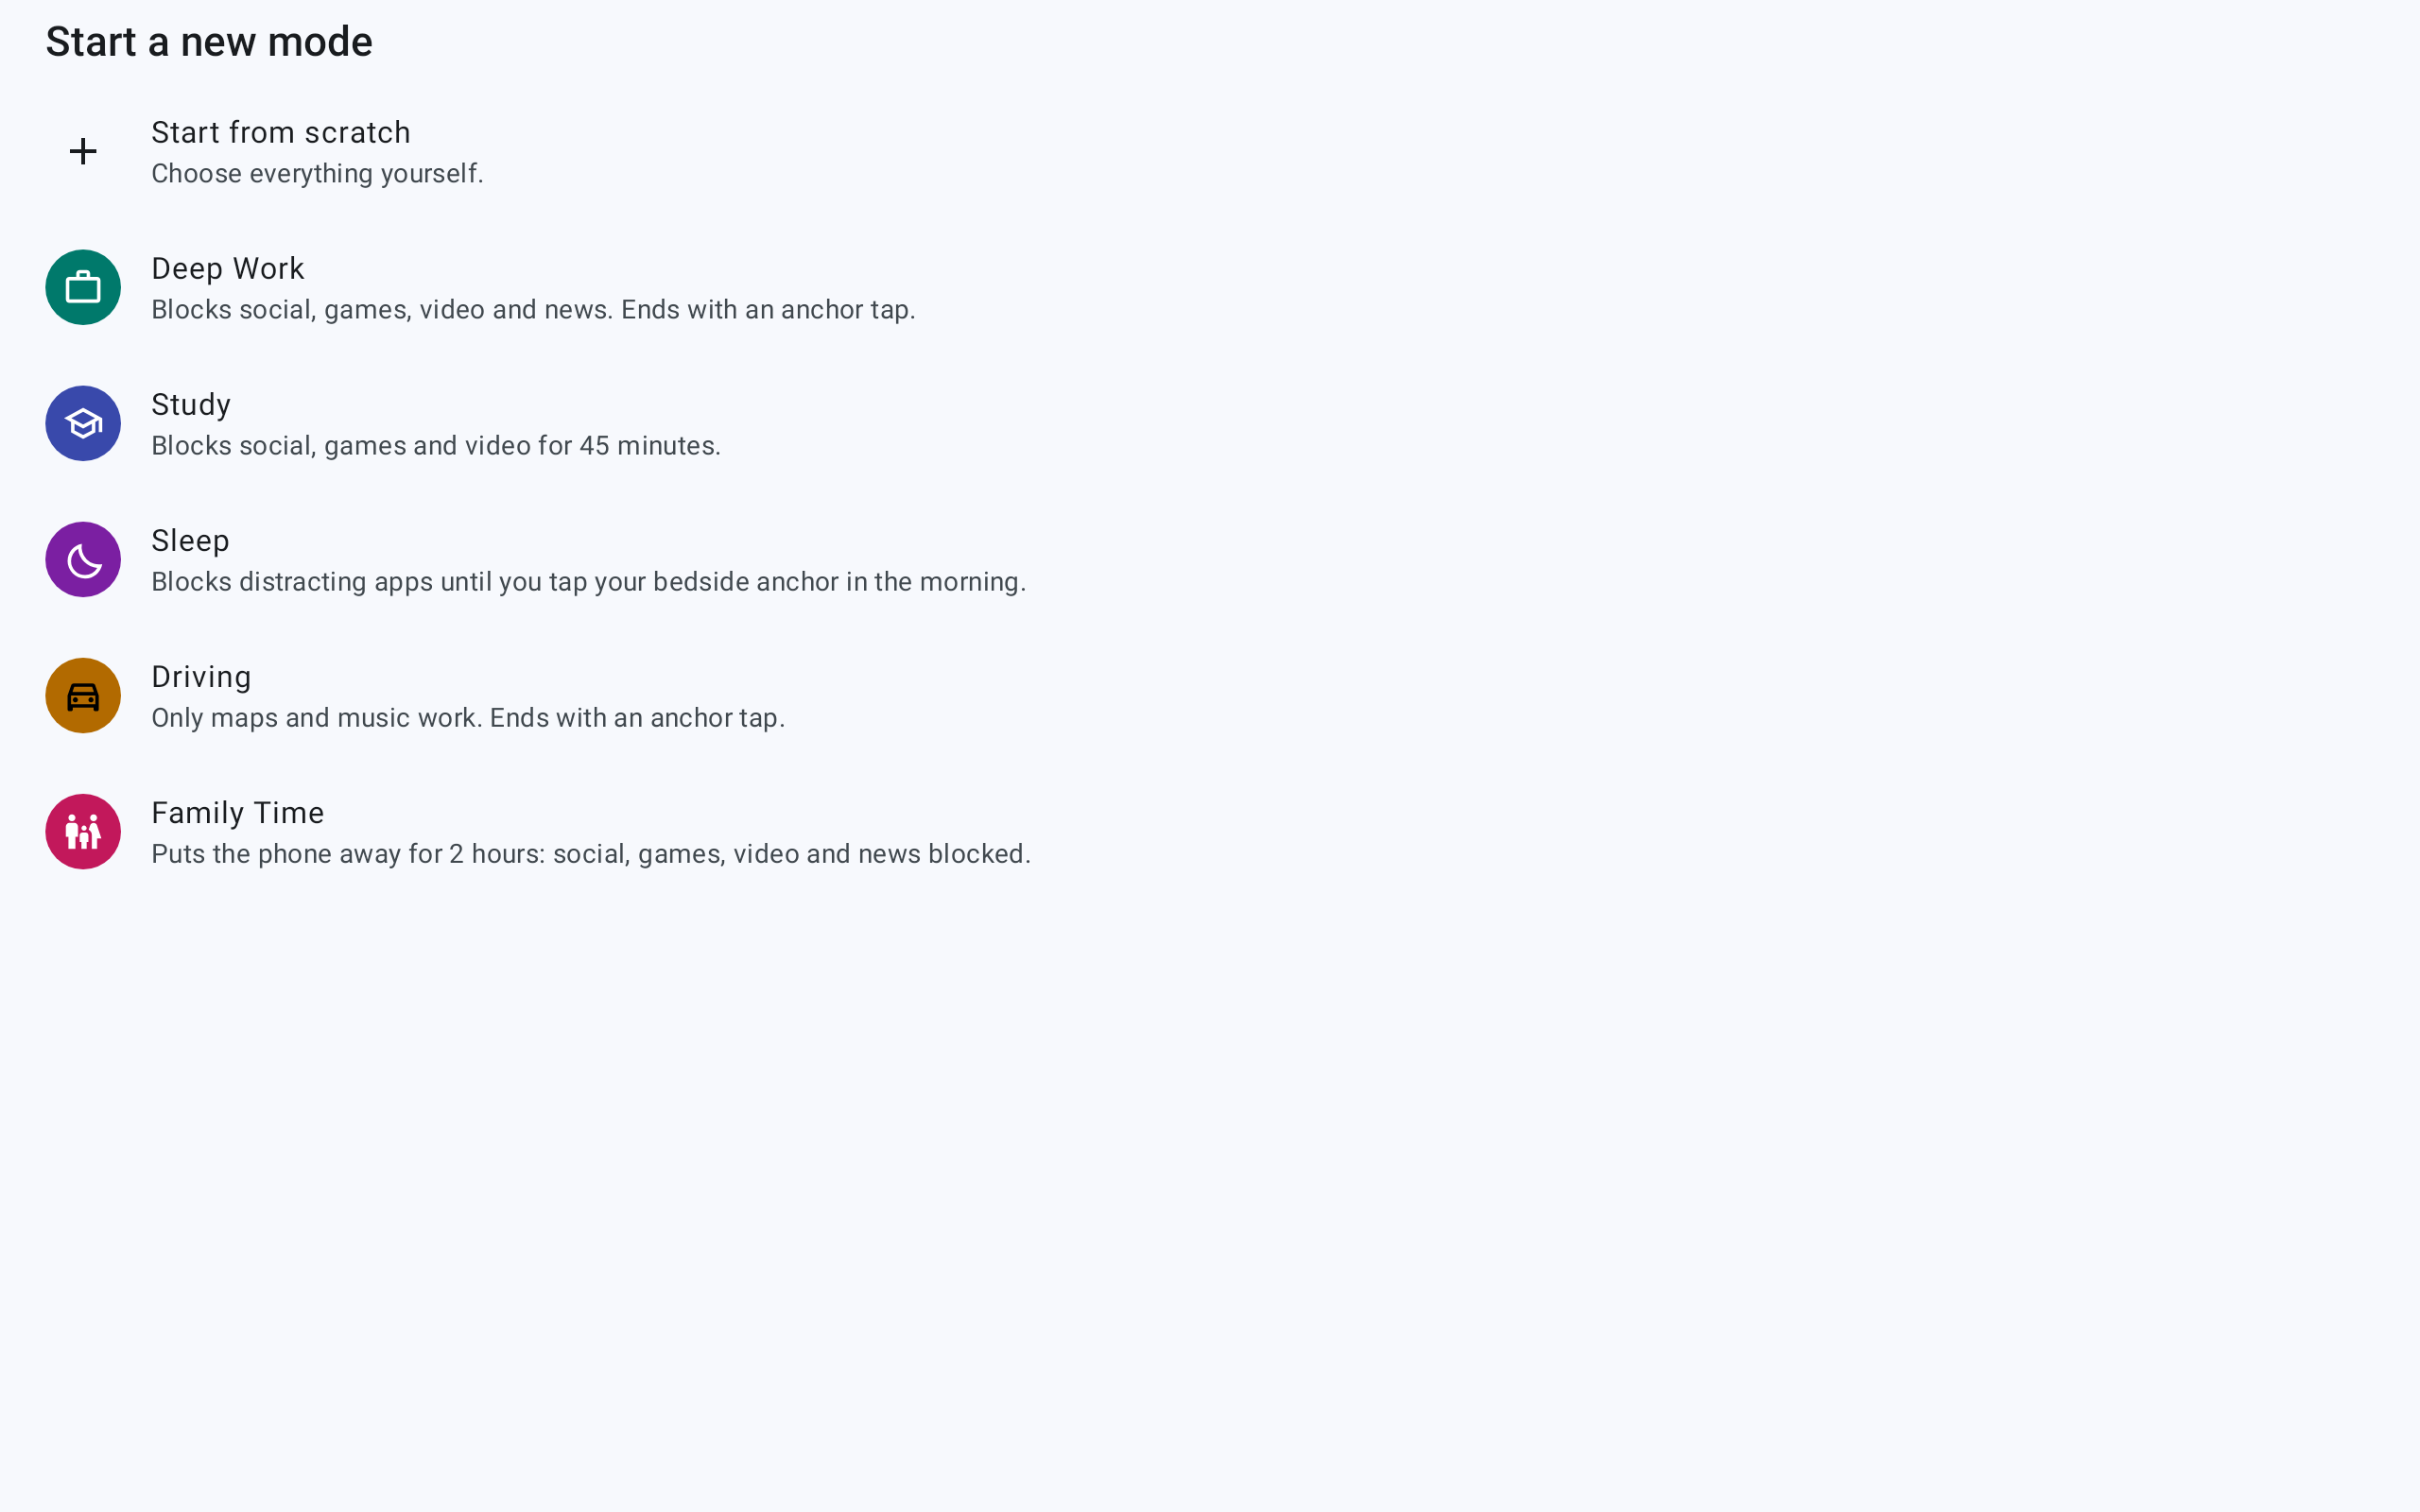 Start a new mode
Start from scratch
Choose everything yourself.
Deep Work
Blocks social, games, video and news. Ends with an anchor tap.
Study
Blocks social, games and video for 45 minutes.
Sleep
Blocks distracting apps until you tap your bedside anchor in the morning.
Driving
Only maps and music work. Ends with an anchor tap.
Family Time
Puts the phone away for 2 hours: social, games, video and news blocked.